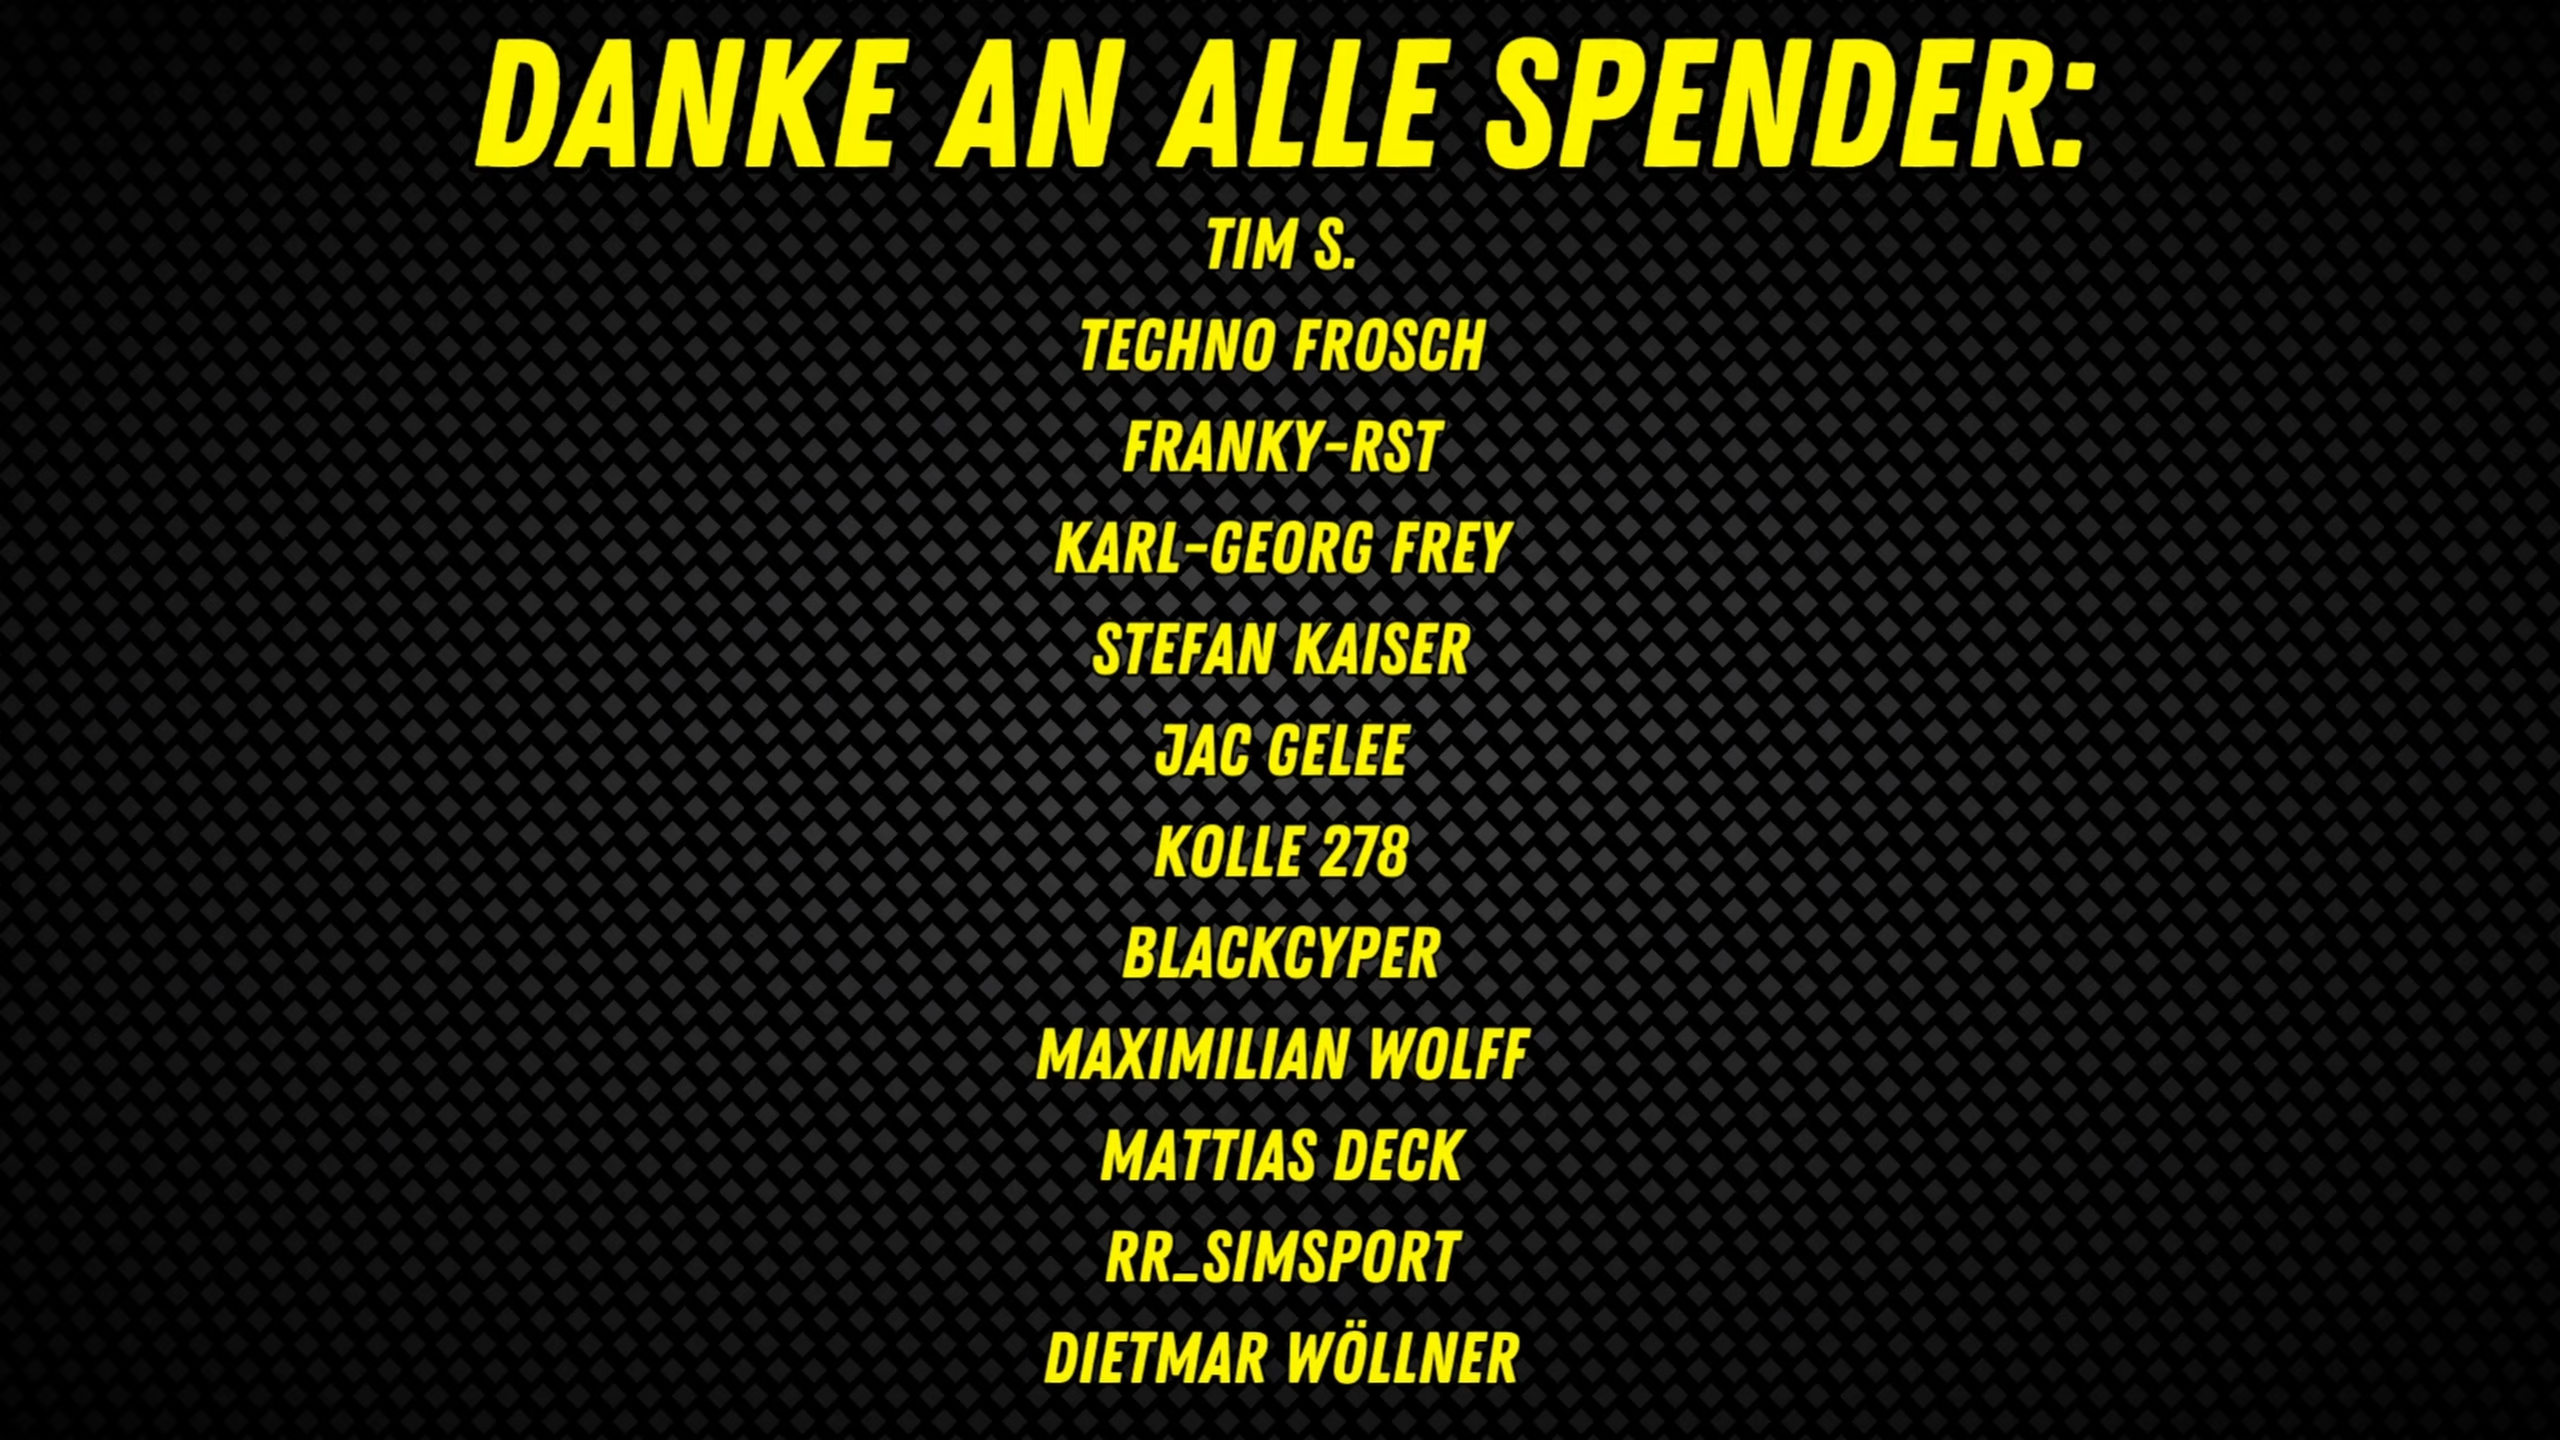 DANKE AN ALLE SPENDER:
TIM S.
TECHNO FROSCH
FRANKY-RST
KARL-GEORG FREY
STEFAN KAISER
JAC GELEE
KOLLE 278
BLACKCYPER
MAXIMILIAN WOLFF
MATTIAS DECK
RR_SIMSPORT
DIETMAR WÖLLNER